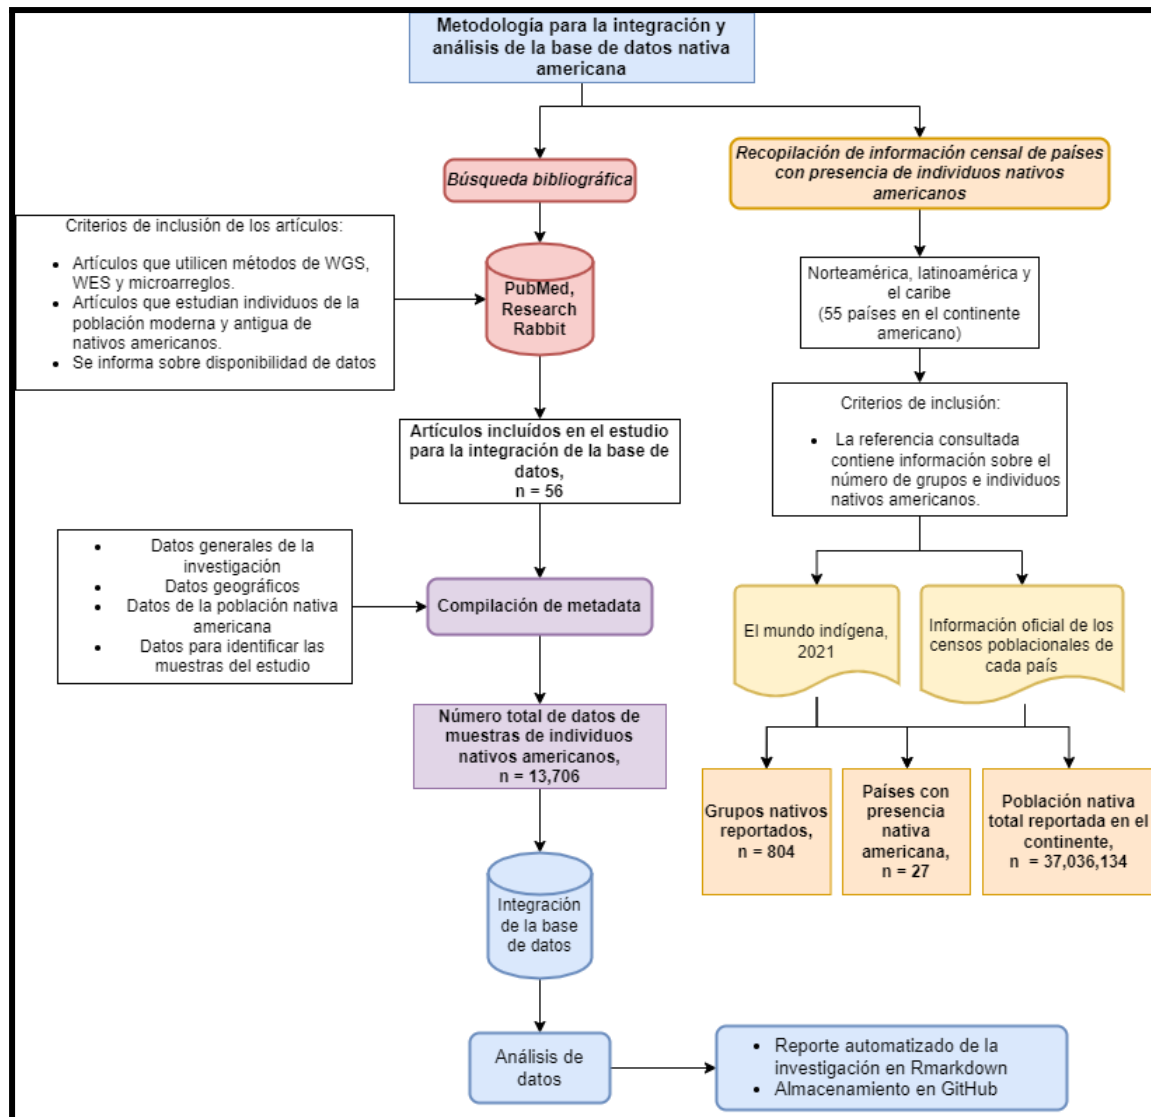 Metodología para la integración y
análisis de la base de datos nativa
americana
Búsqueda bibliográfica
Recopilación de información censal de países
con presencia de individuos nativos
americanos
Criterios de inclusión de los artículos:
• Artículos que utilicen métodos de WGS,
WES y microarreglos.
• Artículos que estudian individuos de la
población moderna y antigua de
nativos americanos.
• Se informa sobre disponibilidad de datos
PubMed,
Research
Rabbit
Norteamérica, latinoamérica y
el caribe
(55 países en el continente
americano)
Artículos incluídos en el estudio
para la integración de la base de
datos,
n = 56
Criterios de inclusión:
• La referencia consultada
contiene información sobre el
número de grupos e individuos
nativos americanos.
• Datos generales de la
investigación
• Datos geográficos
• Datos de la población nativa
americana
• Datos para identificar las
muestras del estudio
Compilación de metadata
El mundo indígena,
2021
Información oficial de los
censos poblacionales de
cada país
Número total de datos de
muestras de individuos
nativos americanos,
n = 13,706
Grupos nativos
reportados,
n = 804
Países con
presencia
nativa
americana,
n = 27
Población nativa
total reportada en el
continente,
n = 37,036,134
Integración
de la base
de datos
Análisis de
datos
• Reporte automatizado de la
investigación en Rmarkdown
• Almacenamiento en GitHub